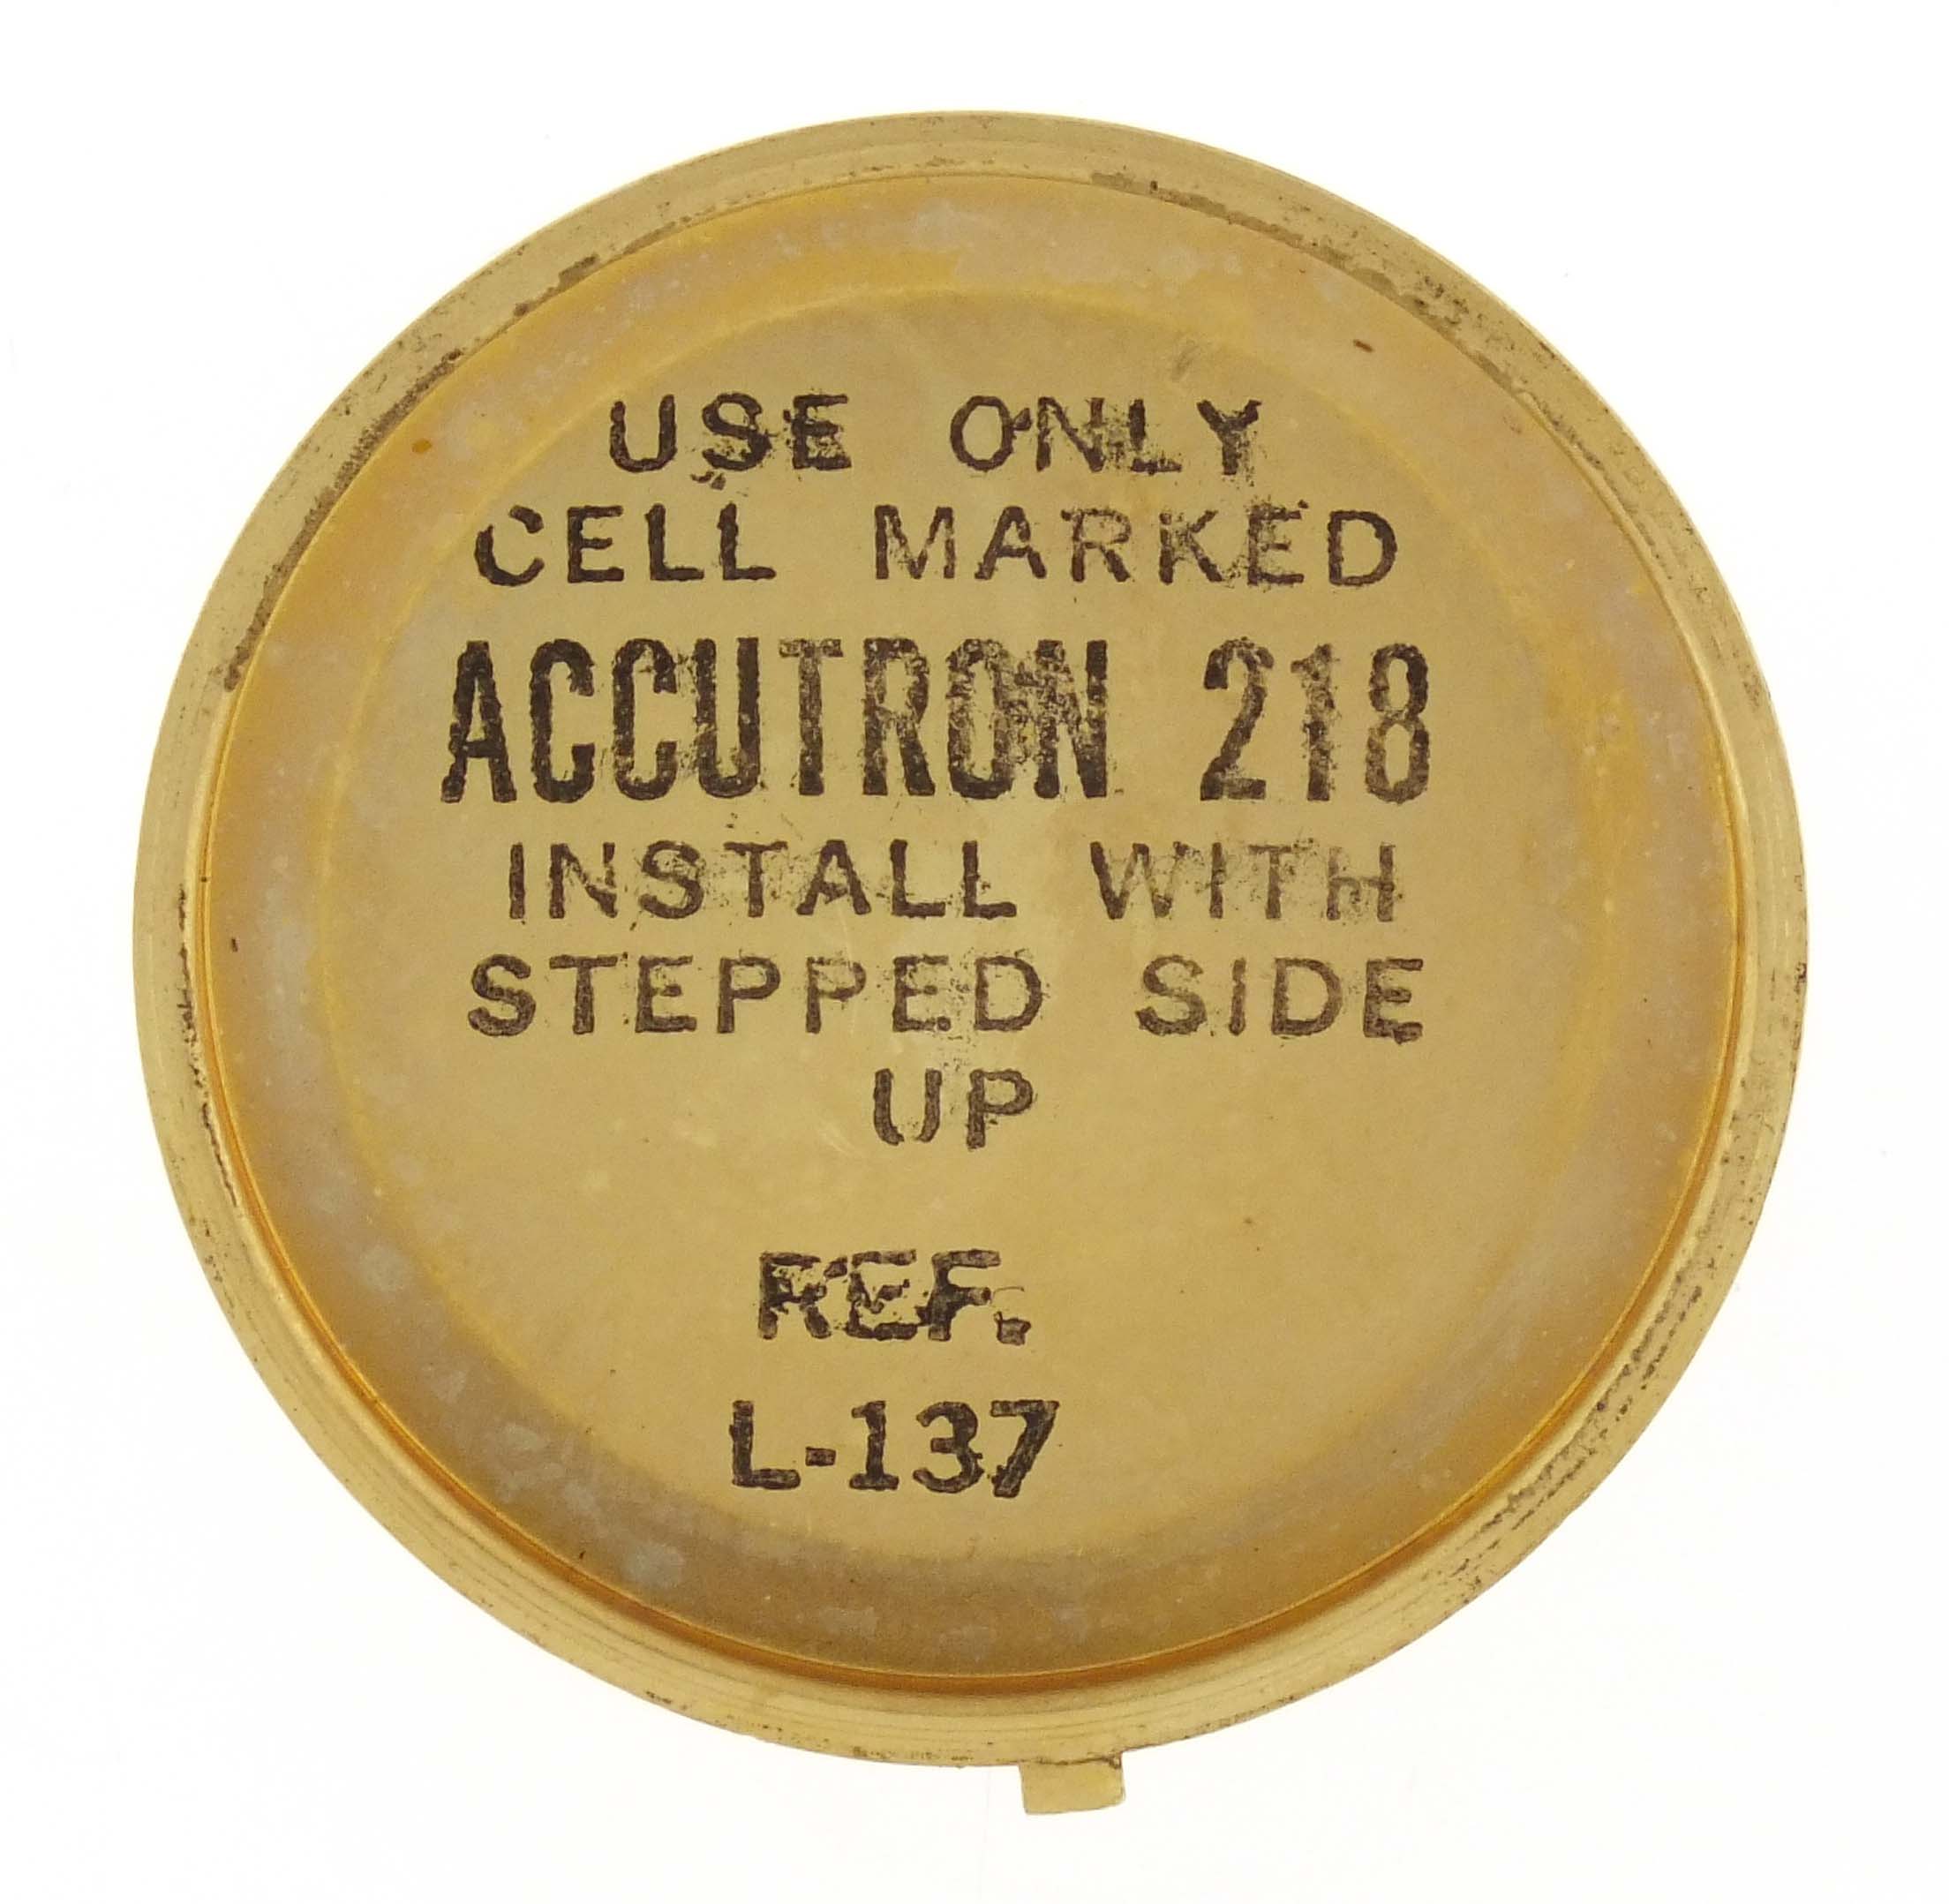 USE ONLY
CELL MARKED
ACCUTRON 218
INSTALL WITH
STEPPED SIDE
UP
REF.
L-137